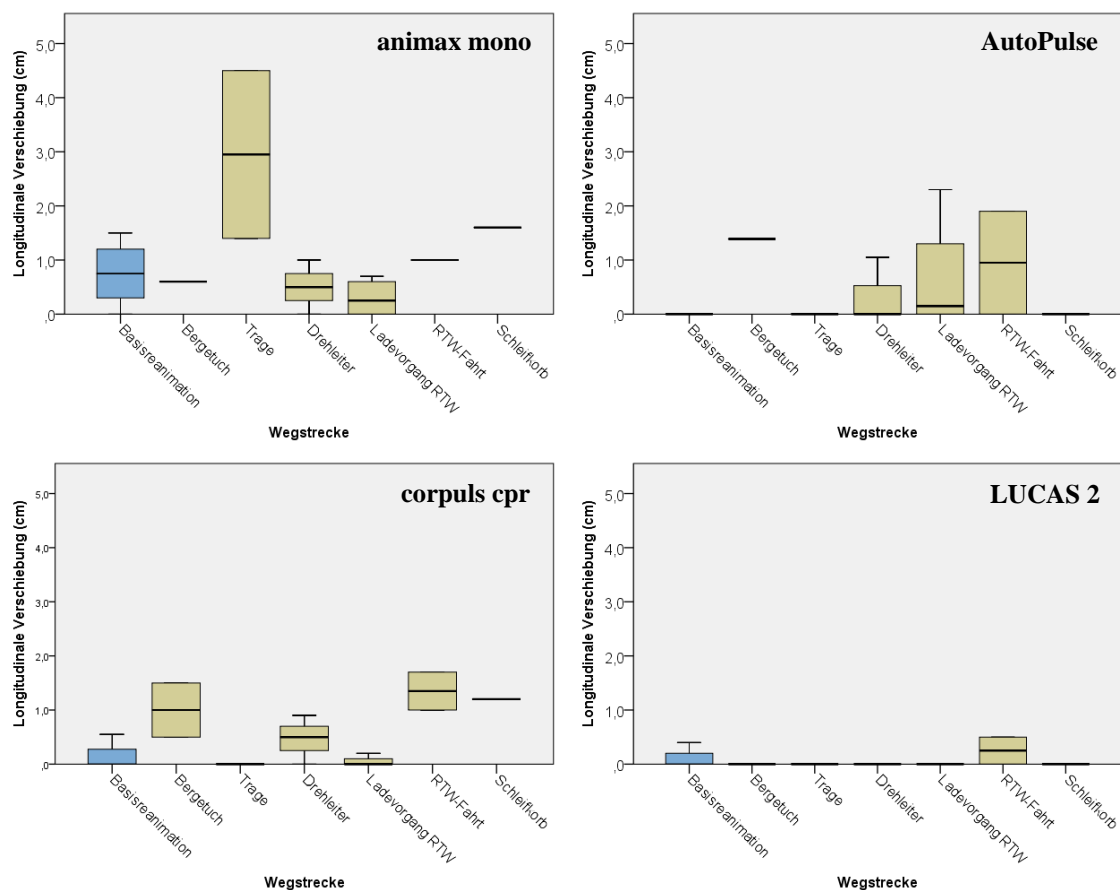 animax mono
Longitudinale Verschiebung (cm)
5,0
4,0
3,0
2,0
1,0
,0
Basisreanimation
Bergetuch
Trage
Drehleiter
Ladevorgang RTW
RTW-Fahrt
Schleifkorb
Wegstrecke
AutoPulse
Longitudinale Verschiebung (cm)
5,0
4,0
3,0
2,0
1,0
,0
Basisreanimation
Bergetuch
Trage
Drehleiter
Ladevorgang RTW
RTW-Fahrt
Schleifkorb
Wegstrecke
corpuls cpr
Longitudinale Verschiebung (cm)
5,0
4,0
3,0
2,0
1,0
,0
Basisreanimation
Bergetuch
Trage
Drehleiter
Ladevorgang RTW
RTW-Fahrt
Schleifkorb
Wegstrecke
LUCAS 2
Longitudinale Verschiebung (cm)
5,0
4,0
3,0
2,0
1,0
,0
Basisreanimation
Bergetuch
Trage
Drehleiter
Ladevorgang RTW
RTW-Fahrt
Schleifkorb
Wegstrecke